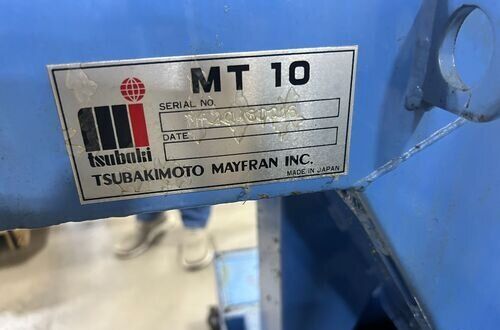 MT 10
SERIAL NO.
DATE
tsubaki
TSUBAKIMOTO MAYFRAN INC.
MADE IN JAPAN